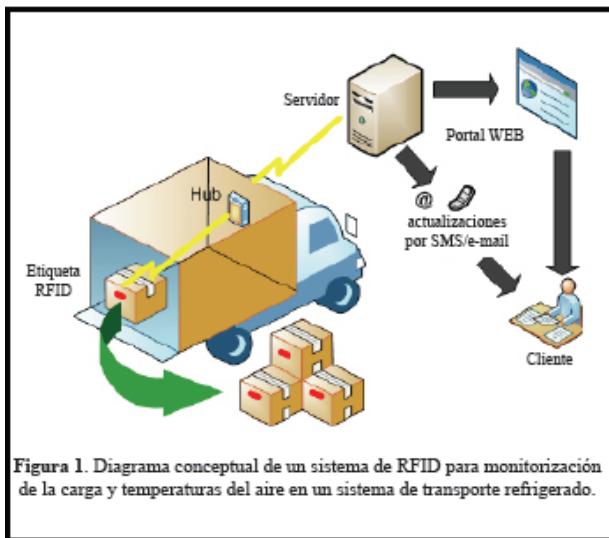 Servidor
Portal WEB
Hub
@
actualizaciones
por SMS/e-mail
Etiqueta
RFID
Cliente
Figura 1. Diagrama conceptual de un sistema de RFID para monitorización
de la carga y temperaturas del aire en un sistema de transporte refrigerado.